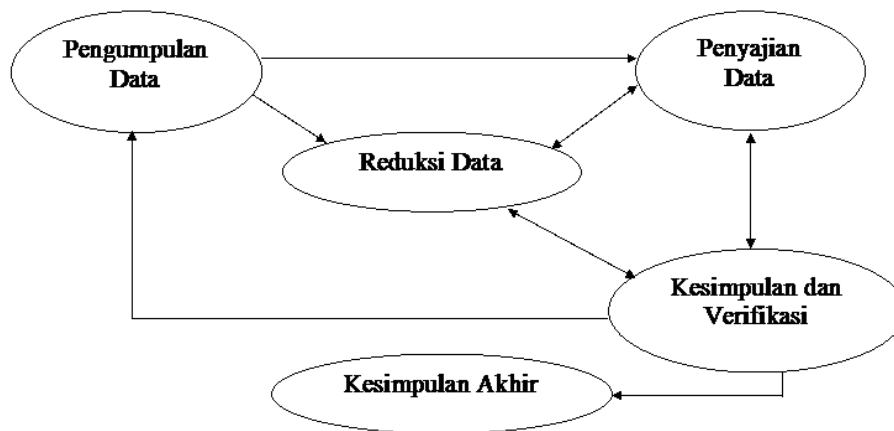 Pengumpulan
Data
Penyajian
Data
Reduksi Data
Kesimpulan dan
Verifikasi
Kesimpulan Akhir